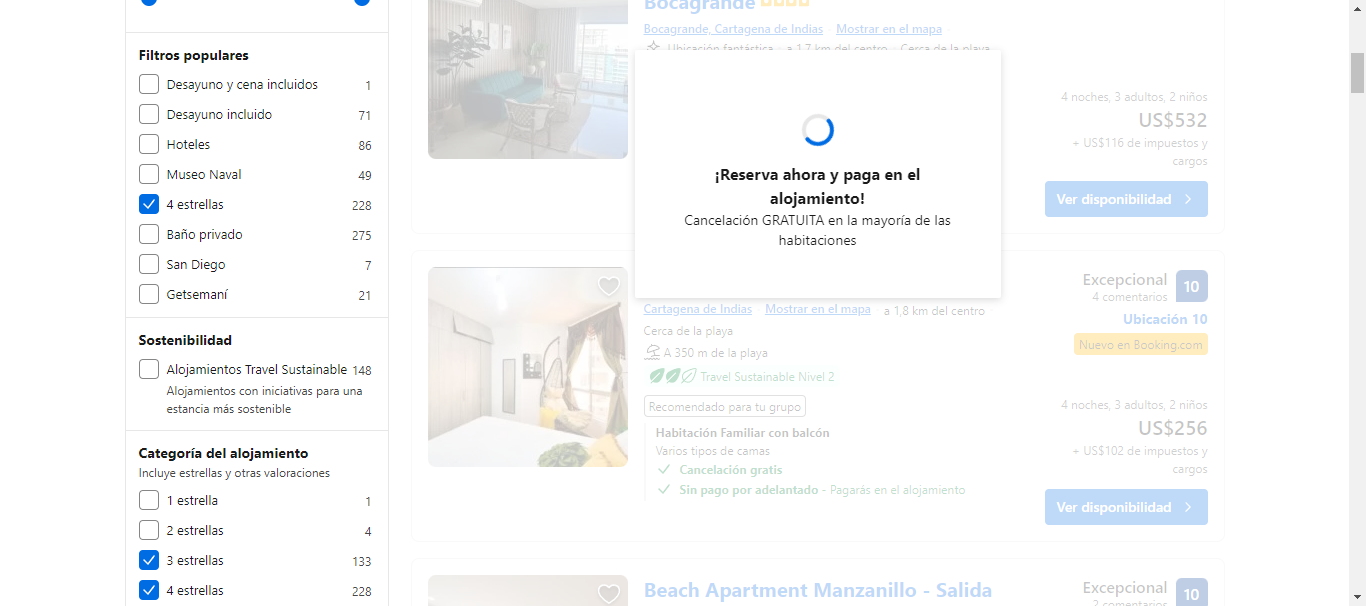 Filtros populares
Desayuno y cena incluidos 1
Desayuno incluido 71
Hoteles 86
Museo Naval 49
4 estrellas 228
Baño privado 275
San Diego 7
Getsemaní 21
Sostenibilidad
Alojamientos Travel Sustainable 148
Alojamientos con iniciativas para una
estancia más sostenible
Categoría del alojamiento
Incluye estrellas y otras valoraciones
1 estrella 1
2 estrellas 4
3 estrellas 133
4 estrellas 228
Bocagrande
Bocagrande, Cartagena de Indias Mostrar en el mapa
Ubicación fantástica a 1,7 km del centro Cerca de la playa
4 noches, 3 adultos, 2 niños
US$532
+ US$116 de impuestos y
cargos
Ver disponibilidad
¡Reserva ahora y paga en el
alojamiento!
Cancelación GRATUITA en la mayoría de las
habitaciones
Cartagena de Indias Mostrar en el mapa a 1,8 km del centro
Cerca de la playa
A 350 m de la playa
Travel Sustainable Nivel 2
Recomendado para tu grupo
Habitación Familiar con balcón
Varios tipos de camas
Cancelación gratis
Sin pago por adelantado - Pagarás en el alojamiento
Excepcional 10
4 comentarios
Ubicación 10
Nuevo en Booking.com
4 noches, 3 adultos, 2 niños
US$256
+ US$102 de impuestos y
cargos
Ver disponibilidad
Beach Apartment Manzanillo - Salida
Excepcional 10
2 comentarios